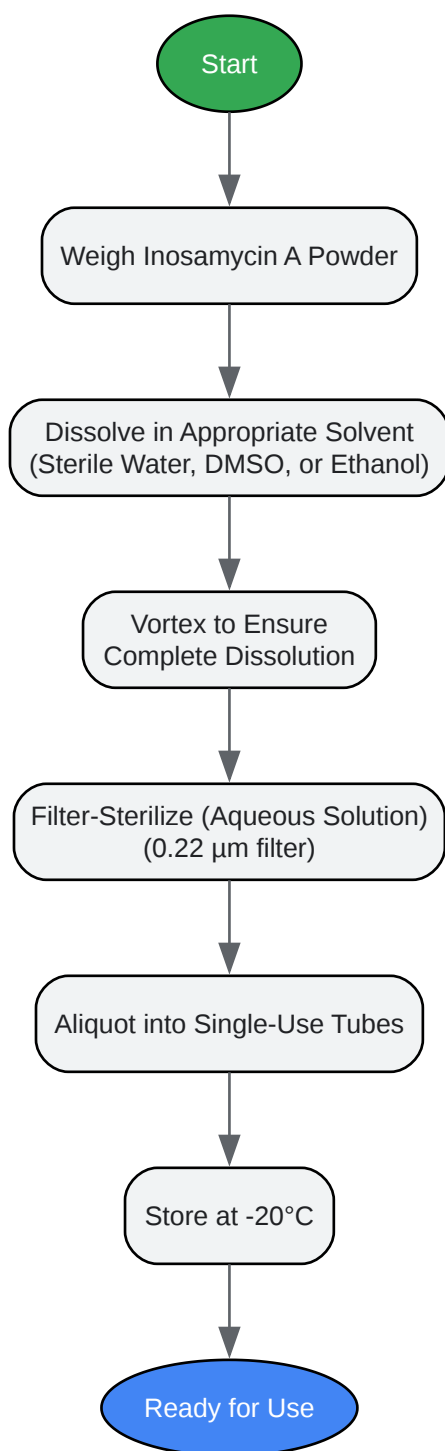 Start
Weigh Inosamycin A Powder
Dissolve in Appropriate Solvent
(Sterile Water, DMSO, or Ethanol)
Vortex to Ensure
Complete Dissolution
Filter-Sterilize (Aqueous Solution)
(0.22 µm filter)
Aliquot into Single-Use Tubes
Store at -20°C
Ready for Use